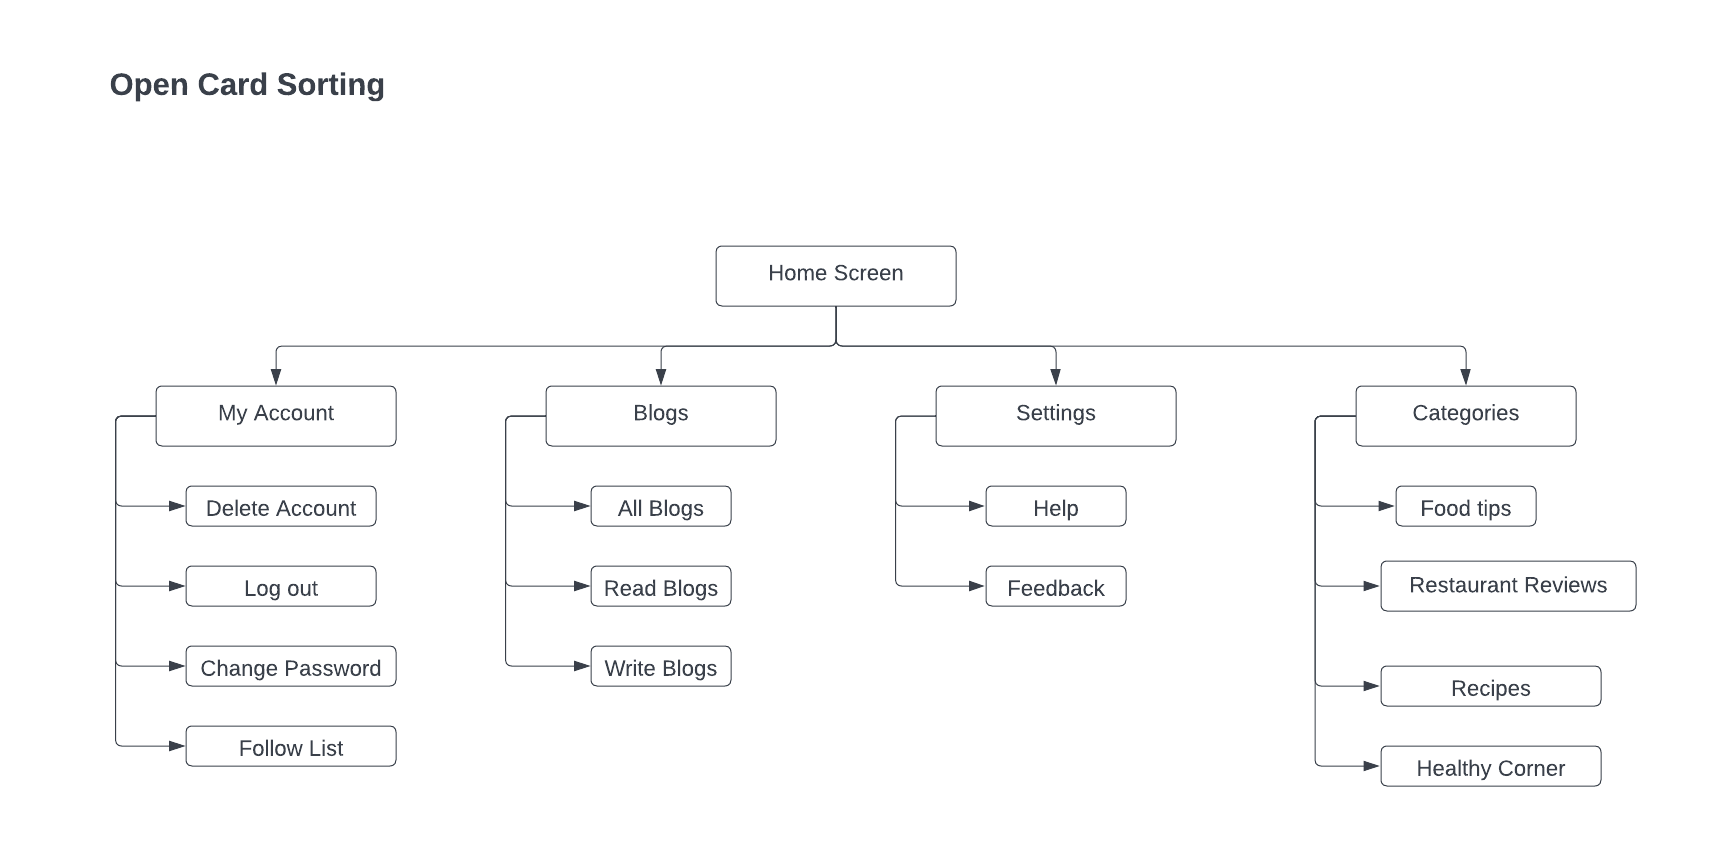 Open Card Sorting
Home Screen
My Account
Delete Account
Log out
Change Password
Follow List
Blogs
All Blogs
Read Blogs
Write Blogs
Settings
Help
Feedback
Categories
Food tips
Restaurant Reviews
Recipes
Healthy Corner